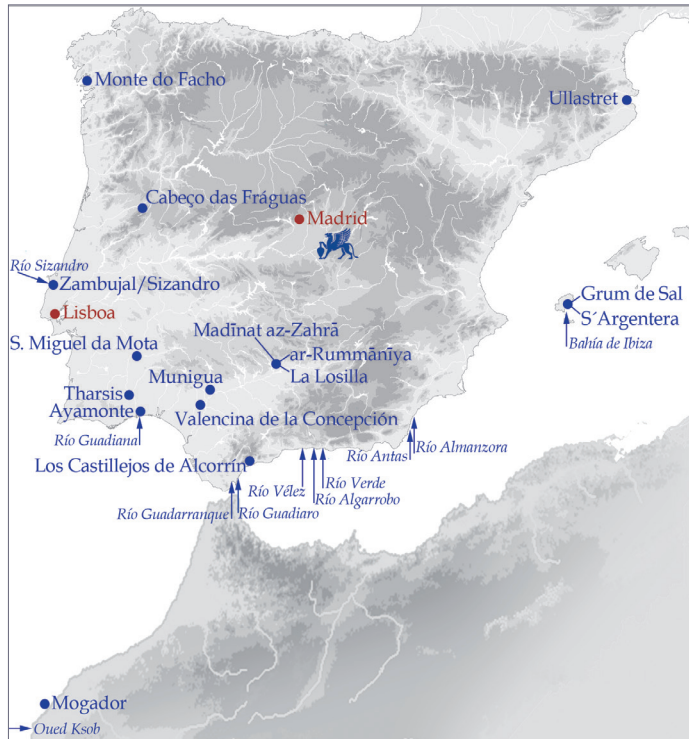 Monte do Facho
Ullastret
Cabeço das Fráguas
Madrid
Río Sizandro
Zambujal/Sizandro
Lisboa
Grum de Sal
S´Argentera
Bahía de Ibiza
Madīnat az-Zahrā
ar-Rummānīya
La Losilla
S. Miguel da Mota
Munigua
Tharsis
Ayamonte
Valencina de la Concepción
Río Guadiana
Río Antas
Río Almanzora
Los Castillejos de Alcorrín
Río Vélez
Río Verde
Río Algarrobo
Río Guadarranque
Río Guadiaro
Mogador
Oued Ksob